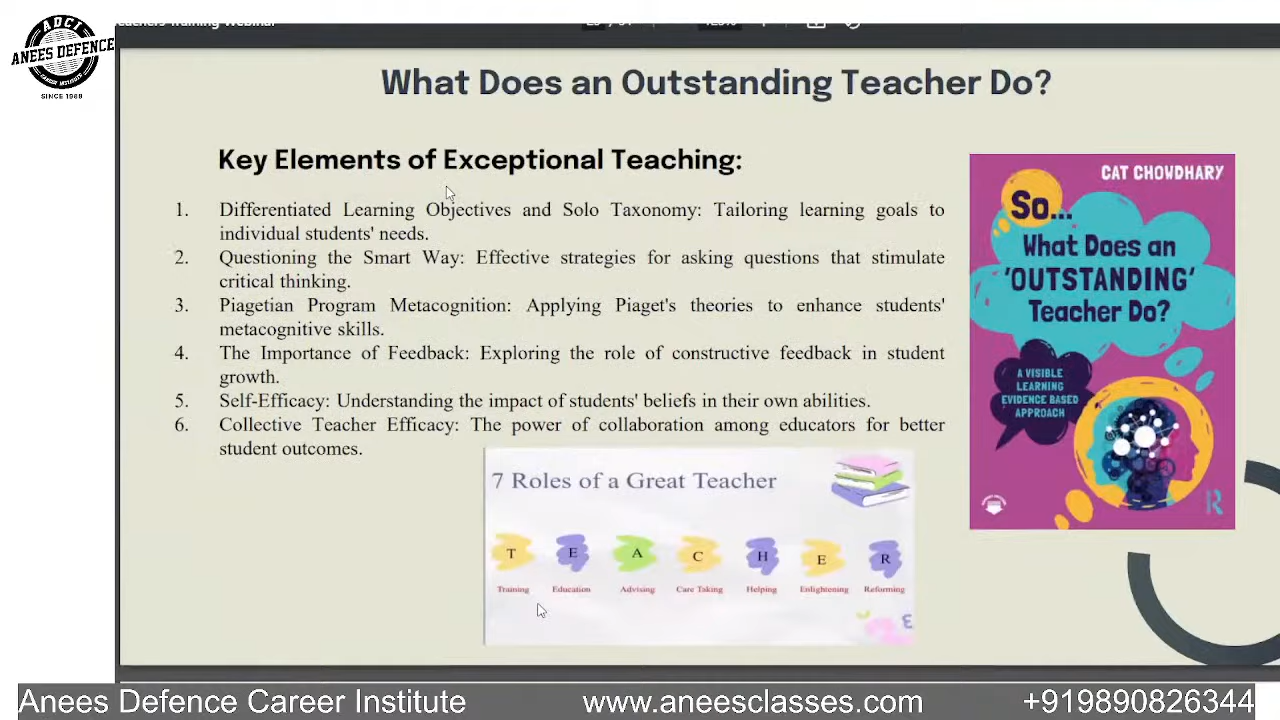 ADCI
ANEES DEFENCE
CAREER INSTITUTE
SINCE 1988
Teachers Training Webinar
What Does an Outstanding Teacher Do?
Key Elements of Exceptional Teaching:
1. Differentiated Learning Objectives and Solo Taxonomy: Tailoring learning goals to
individual students' needs.
2. Questioning the Smart Way: Effective strategies for asking questions that stimulate
critical thinking.
3. Piagetian Program Metacognition: Applying Piaget's theories to enhance students'
metacognitive skills.
4. The Importance of Feedback: Exploring the role of constructive feedback in student
growth.
5. Self-Efficacy: Understanding the impact of students' beliefs in their own abilities.
6. Collective Teacher Efficacy: The power of collaboration among educators for better
student outcomes.
CAT CHOWDHARY
So...
What Does an
'OUTSTANDING'
Teacher Do?
A VISIBLE
LEARNING
EVIDENCE BASED
APPROACH
R
7 Roles of a Great Teacher
T E A C H E R
Training Education Advising Care Taking Helping Enlightening Reforming
E
Anees Defence Career Institute www.aneesclasses.com +919890826344